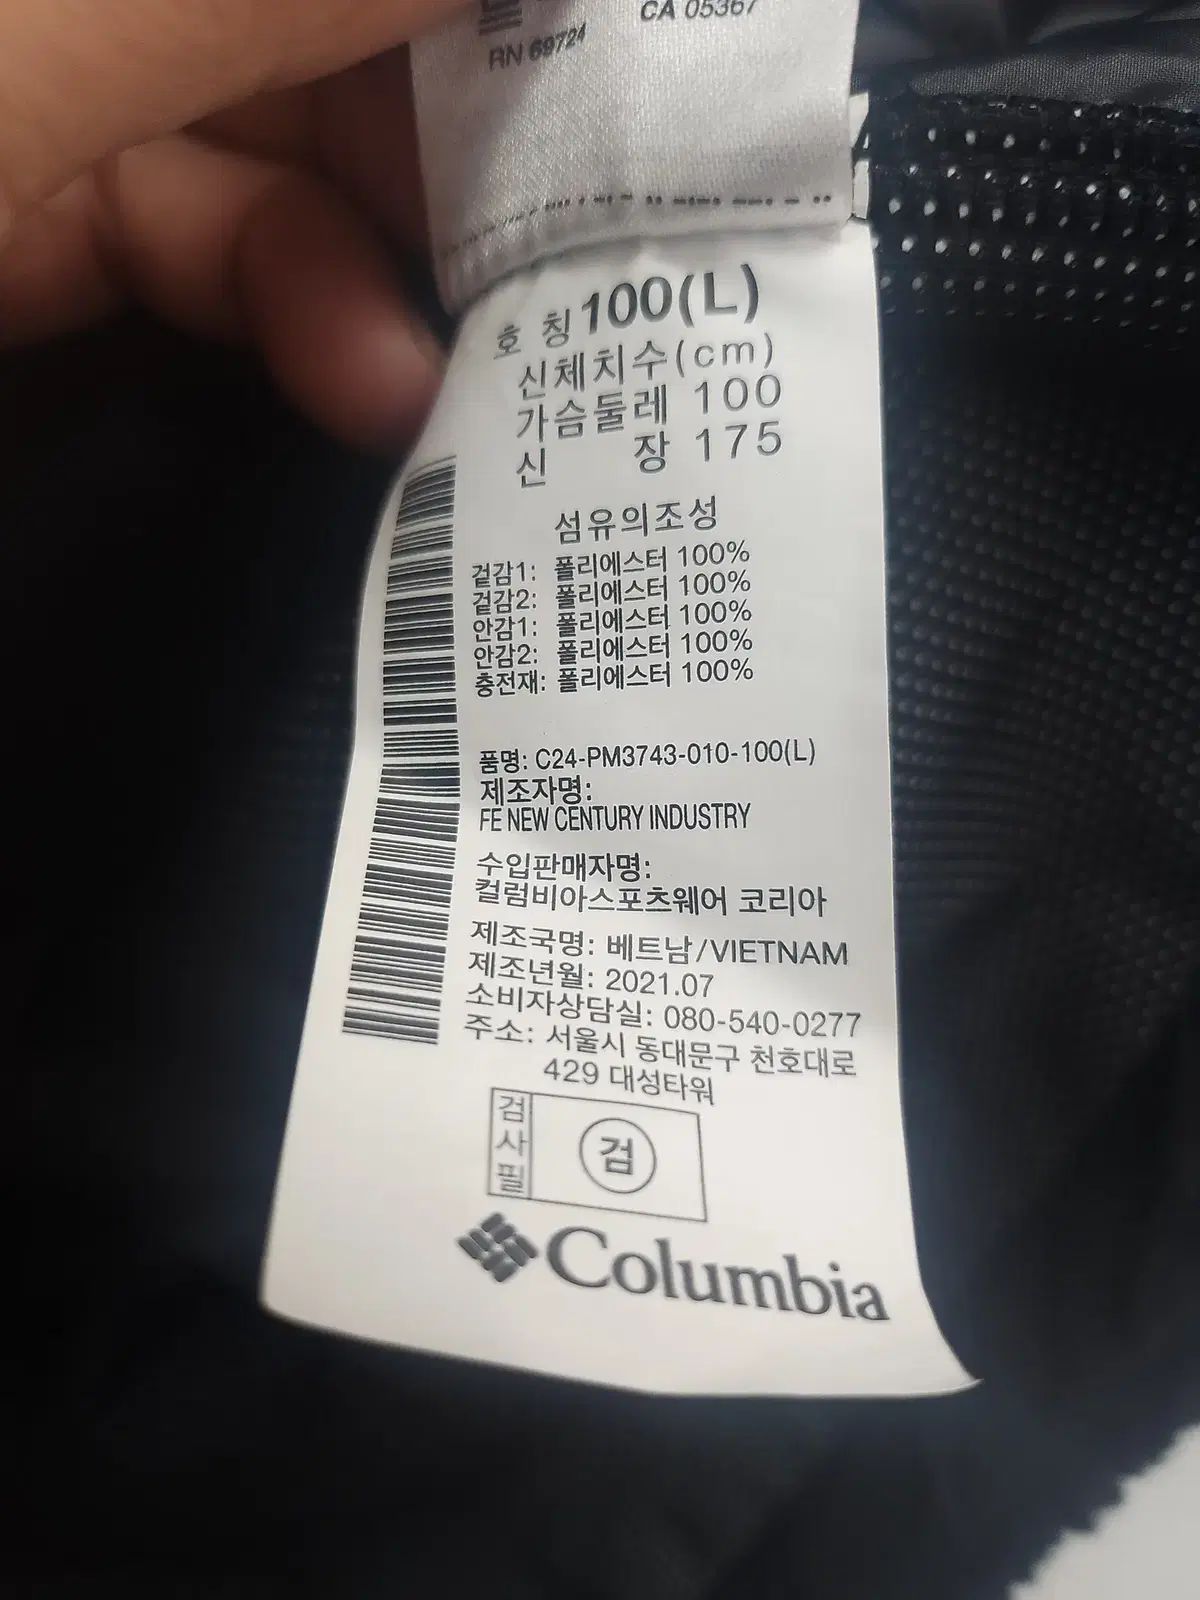 CA 05367
RN 69724
호 칭 100(L)
신체치수(cm)
가슴둘레 100
신 장 175
섬유의조성
겉감1: 폴리에스터 100%
겉감2: 폴리에스터 100%
안감1: 폴리에스터 100%
안감2: 폴리에스터 100%
충전재: 폴리에스터 100%
품명: C24-PM3743-010-100(L)
제조자명:
FE NEW CENTURY INDUSTRY
수입판매자명:
컬럼비아스포츠웨어 코리아
제조국명: 베트남/VIETNAM
제조년월: 2021.07
소비자상담실: 080-540-0277
주소: 서울시 동대문구 천호대로
429 대성타워
검사필
검
Columbia